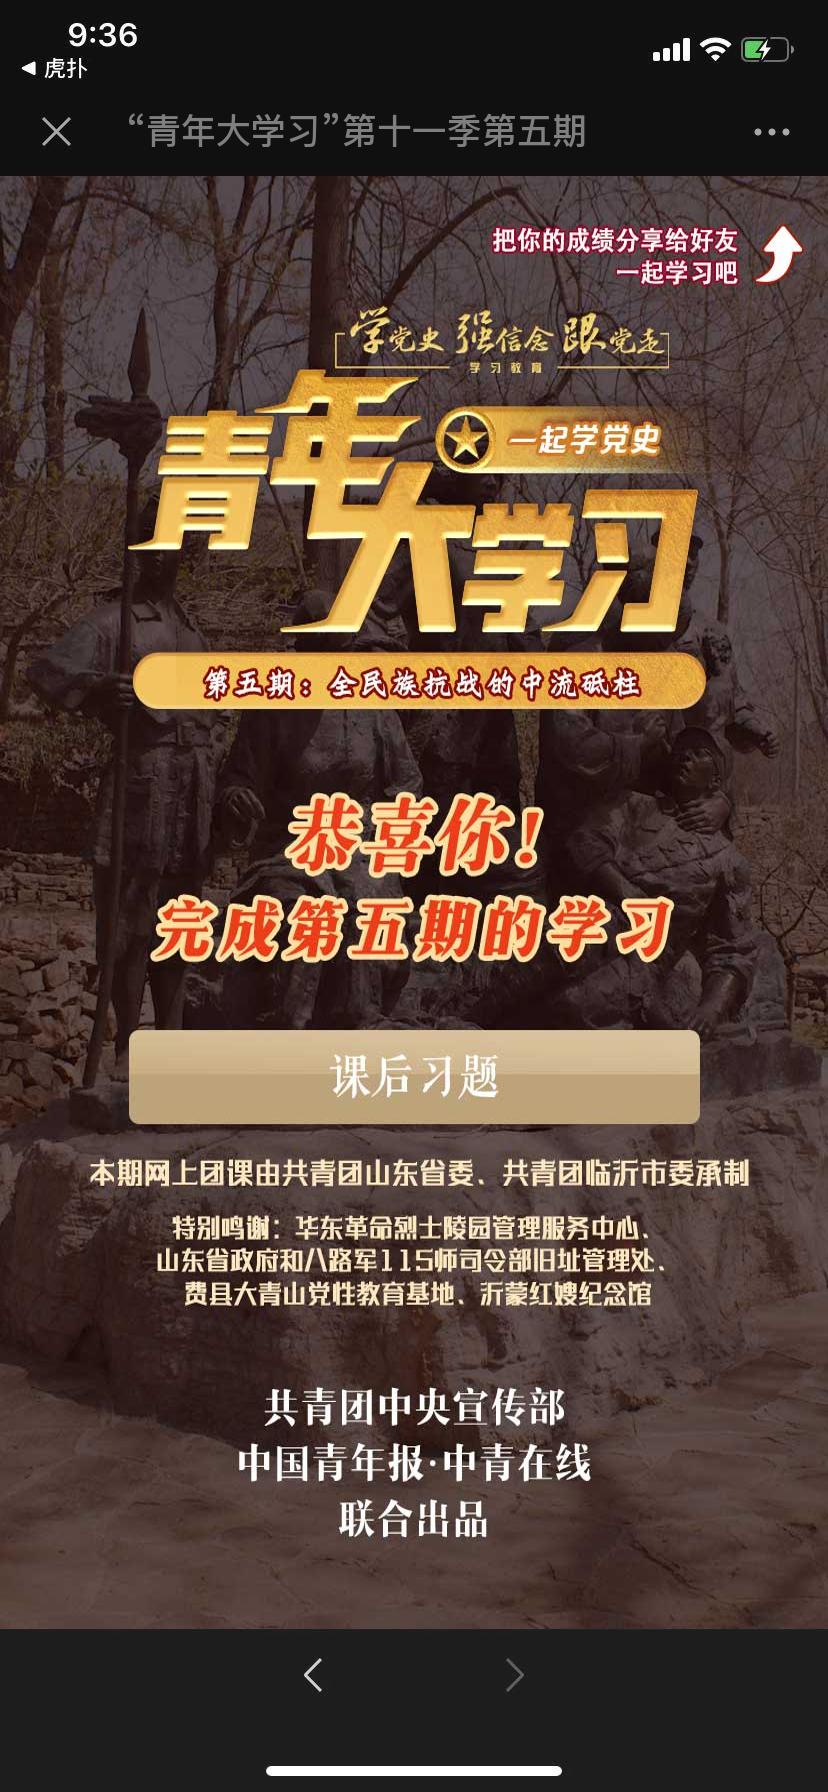 9:36
◀ 虎扑
“青年大学习”第十一季第五期
把你的成绩分享给好友
一起学习吧
学党史 强信念 跟党走
学习教育
青年大学习
一起学党史
第五期：全民族抗战的中流砥柱
恭喜你!
完成第五期的学习
课后习题
本期网上团课由共青团山东省委、共青团临沂市委承制
特别鸣谢：华东革命烈士陵园管理服务中心、
山东省政府和八路军115师司令部旧址管理处、
费县大青山党性教育基地、沂蒙红嫂纪念馆
共青团中央宣传部
中国青年报·中青在线
联合出品